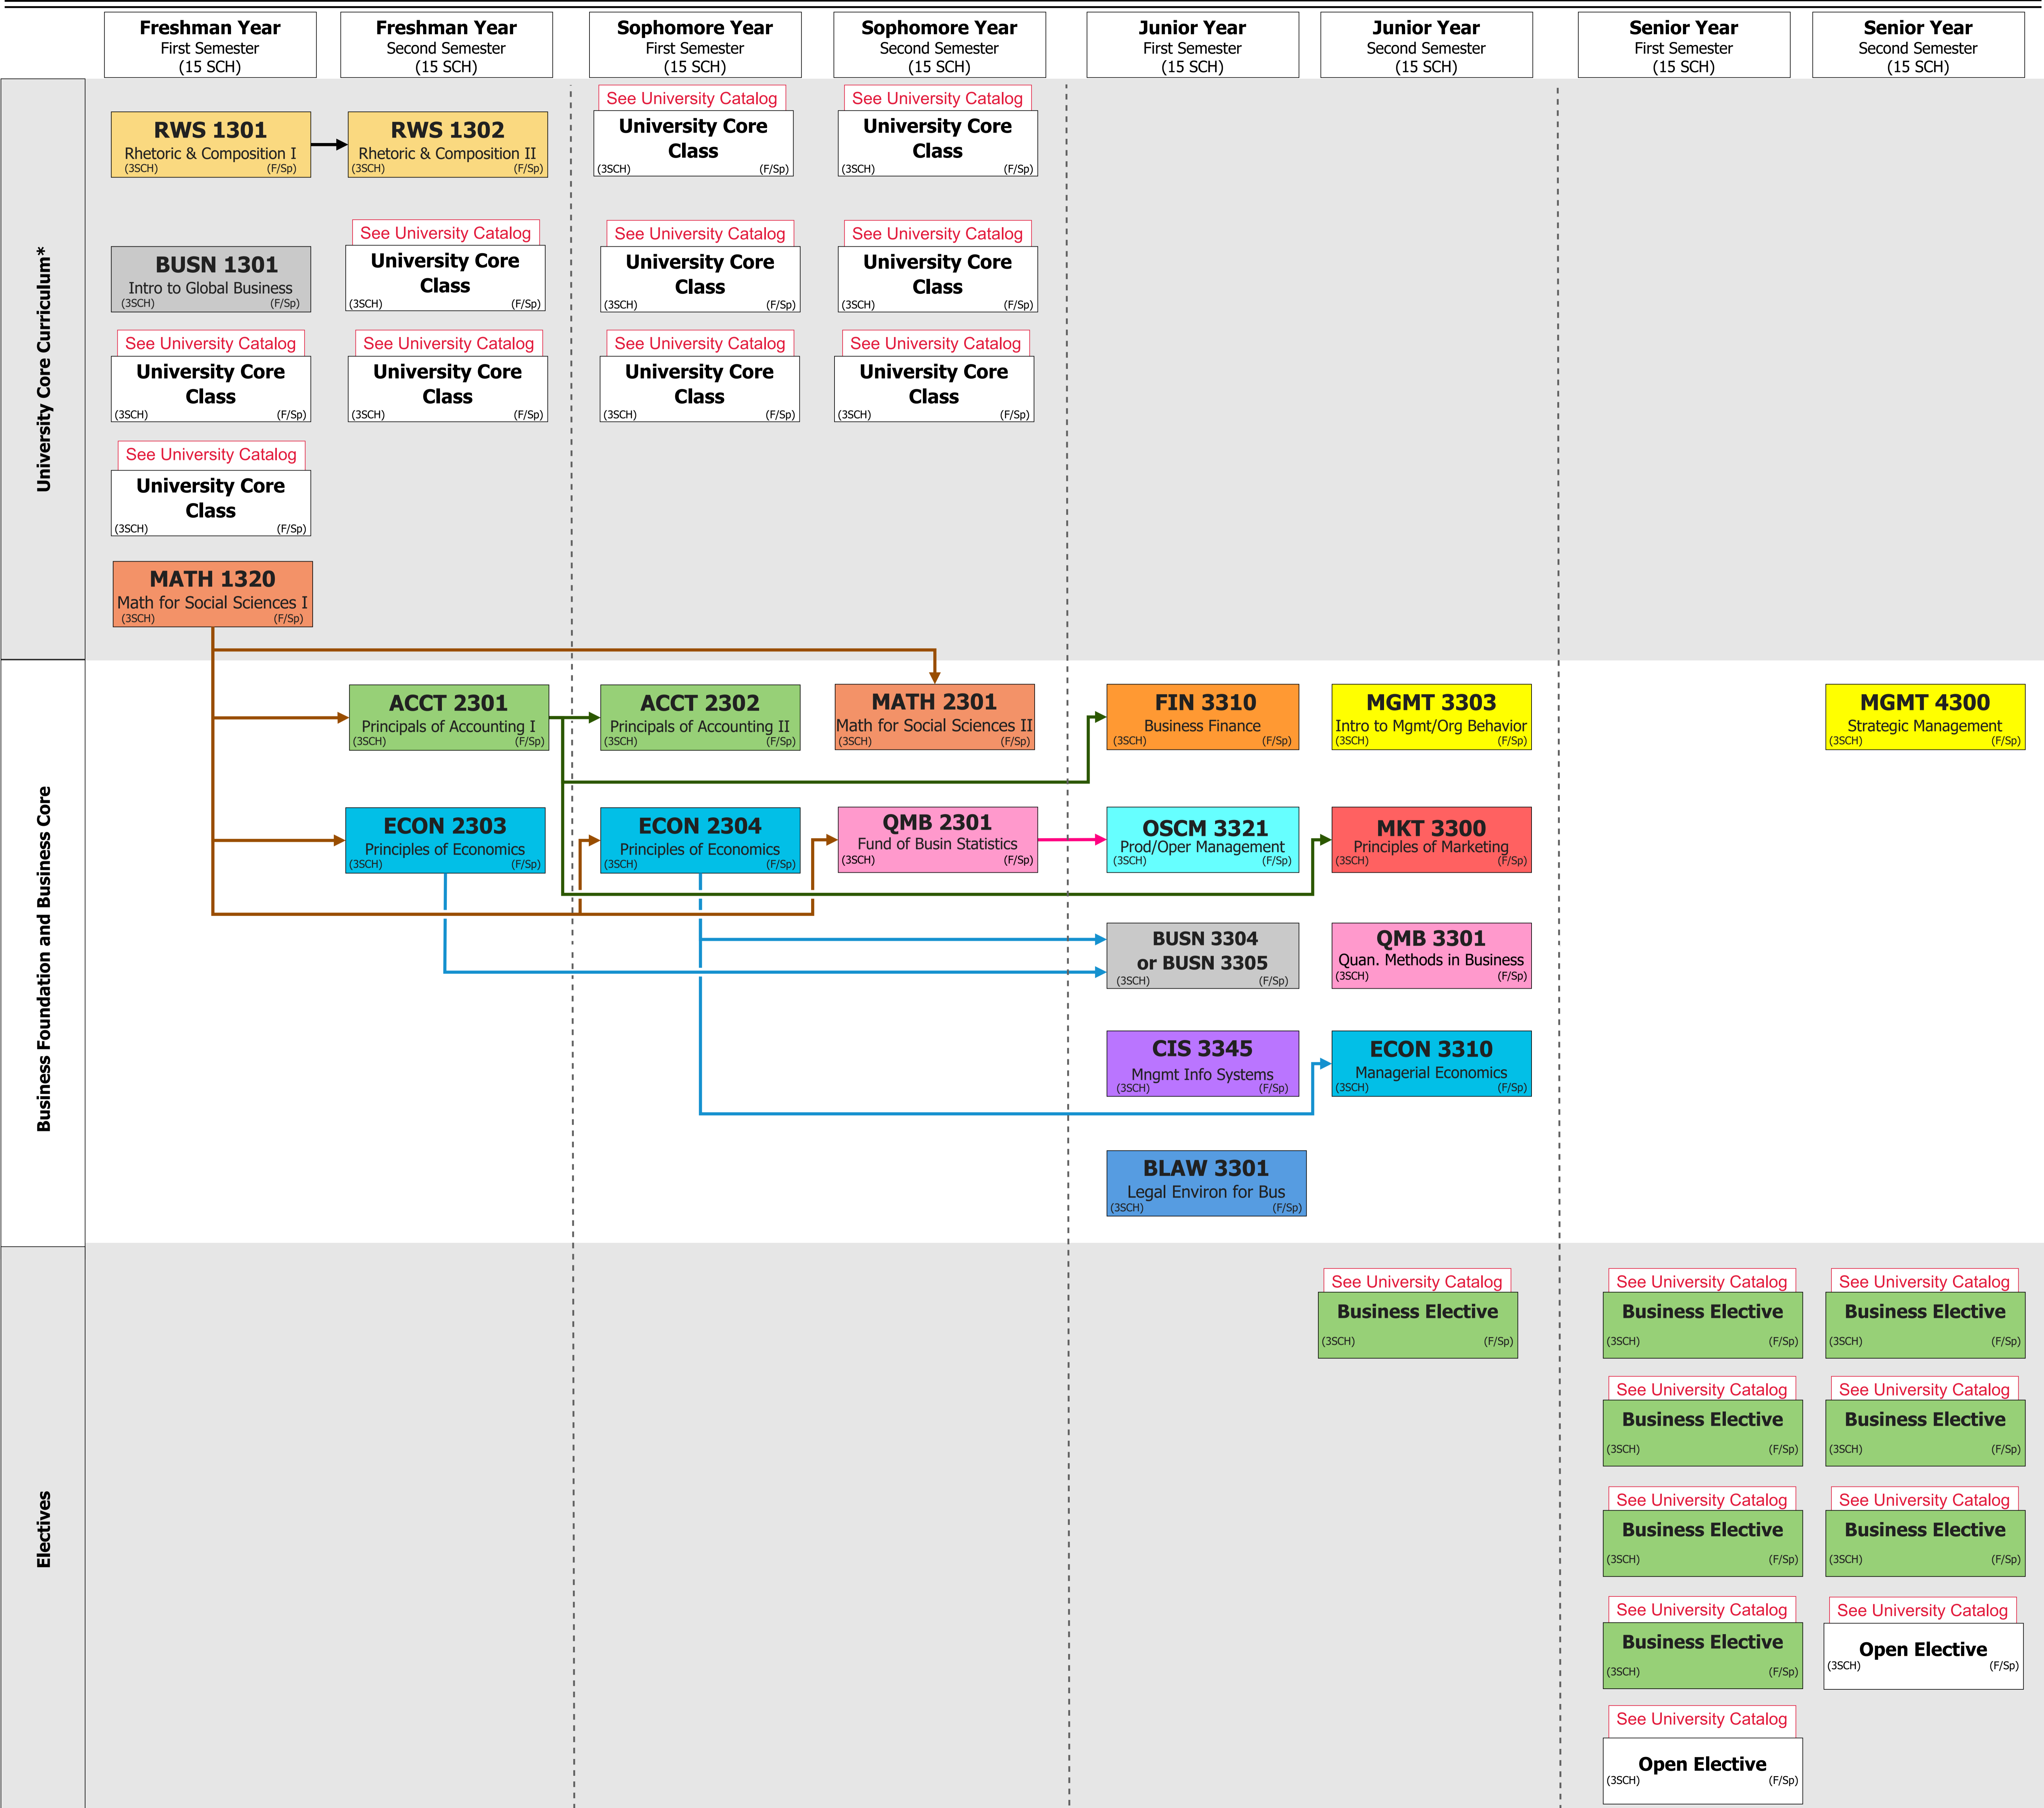 Freshman Year
First Semester
(15 SCH)
Freshman Year
Second Semester
(15 SCH)
Sophomore Year
First Semester
(15 SCH)
Sophomore Year
Second Semester
(15 SCH)
Junior Year
First Semester
(15 SCH)
Junior Year
Second Semester
(15 SCH)
Senior Year
First Semester
(15 SCH)
Senior Year
Second Semester
(15 SCH)
University Core Curriculum*
RWS 1301
Rhetoric & Composition I
(3SCH) (F/Sp)
RWS 1302
Rhetoric & Composition II
(3SCH) (F/Sp)
See University Catalog
University Core
Class
(3SCH) (F/Sp)
See University Catalog
University Core
Class
(3SCH) (F/Sp)
BUSN 1301
Intro to Global Business
(3SCH) (F/Sp)
See University Catalog
University Core
Class
(3SCH) (F/Sp)
See University Catalog
University Core
Class
(3SCH) (F/Sp)
See University Catalog
University Core
Class
(3SCH) (F/Sp)
See University Catalog
University Core
Class
(3SCH) (F/Sp)
See University Catalog
University Core
Class
(3SCH) (F/Sp)
See University Catalog
University Core
Class
(3SCH) (F/Sp)
See University Catalog
University Core
Class
(3SCH) (F/Sp)
See University Catalog
University Core
Class
(3SCH) (F/Sp)
MATH 1320
Math for Social Sciences I
(3SCH) (F/Sp)
Business Foundation and Business Core
ACCT 2301
Principals of Accounting I
(3SCH) (F/Sp)
ACCT 2302
Principals of Accounting II
(3SCH) (F/Sp)
MATH 2301
Math for Social Sciences II
(3SCH) (F/Sp)
FIN 3310
Business Finance
(3SCH) (F/Sp)
MGMT 3303
Intro to Mgmt/Org Behavior
(3SCH) (F/Sp)
MGMT 4300
Strategic Management
(3SCH) (F/Sp)
ECON 2303
Principles of Economics
(3SCH) (F/Sp)
ECON 2304
Principles of Economics
(3SCH) (F/Sp)
QMB 2301
Fund of Busin Statistics
(3SCH) (F/Sp)
OSCM 3321
Prod/Oper Management
(3SCH) (F/Sp)
MKT 3300
Principles of Marketing
(3SCH) (F/Sp)
BUSN 3304
or BUSN 3305
(3SCH) (F/Sp)
QMB 3301
Quan. Methods in Business
(3SCH) (F/Sp)
CIS 3345
Mngmt Info Systems
(3SCH) (F/Sp)
ECON 3310
Managerial Economics
(3SCH) (F/Sp)
BLAW 3301
Legal Environ for Bus
(3SCH) (F/Sp)
Electives
See University Catalog
Business Elective
(3SCH) (F/Sp)
See University Catalog
Business Elective
(3SCH) (F/Sp)
See University Catalog
Business Elective
(3SCH) (F/Sp)
See University Catalog
Business Elective
(3SCH) (F/Sp)
See University Catalog
Business Elective
(3SCH) (F/Sp)
See University Catalog
Business Elective
(3SCH) (F/Sp)
See University Catalog
Business Elective
(3SCH) (F/Sp)
See University Catalog
Business Elective
(3SCH) (F/Sp)
See University Catalog
Open Elective
(3SCH) (F/Sp)
See University Catalog
Open Elective
(3SCH) (F/Sp)